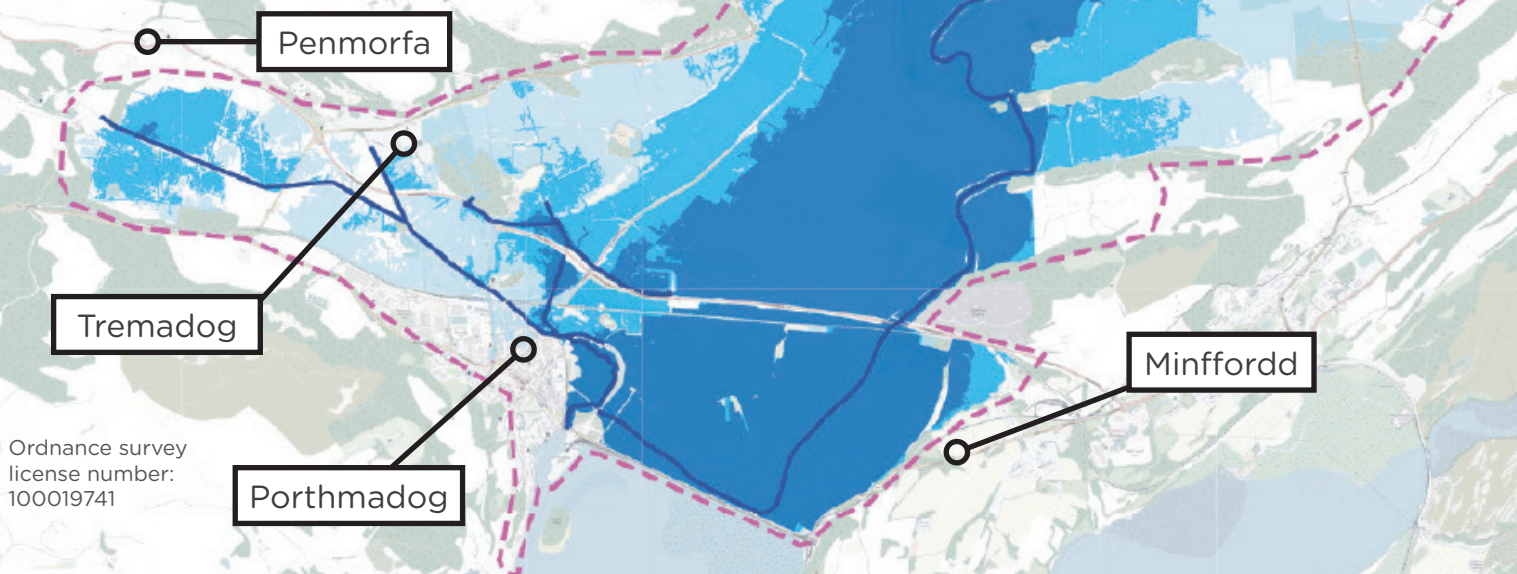 Penmorfa
Tremadog
Minffordd
Ordnance survey
license number:
100019741
Porthmadog